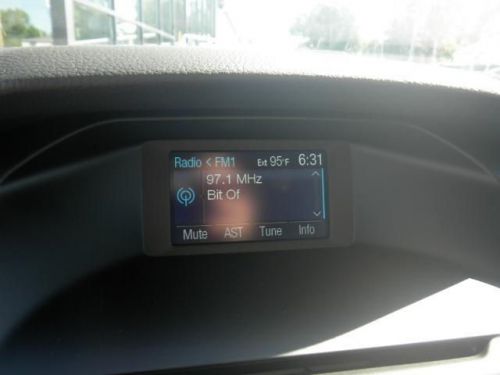 Radio < FM1 Ext 95°F 6:31
97.1 MHz
Bit Of
Mute AST Tune Info